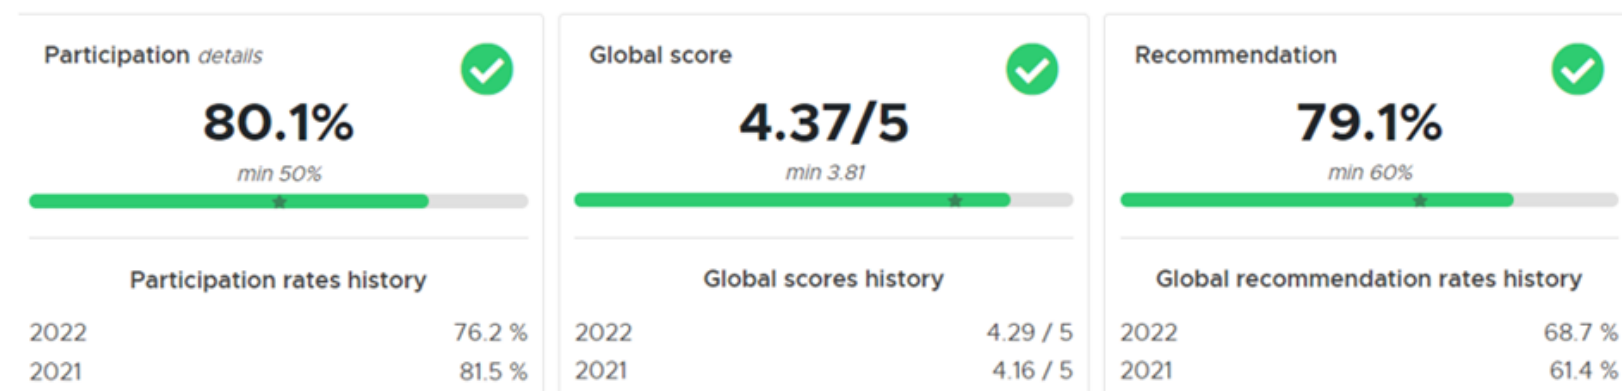 Participation details
80.1%
min 50%
Participation rates history
2022 76.2 %
2021 81.5 %
Global score
4.37/5
min 3.81
Global scores history
2022 4.29 / 5
2021 4.16 / 5
Recommendation
79.1%
min 60%
Global recommendation rates history
2022 68.7 %
2021 61.4 %